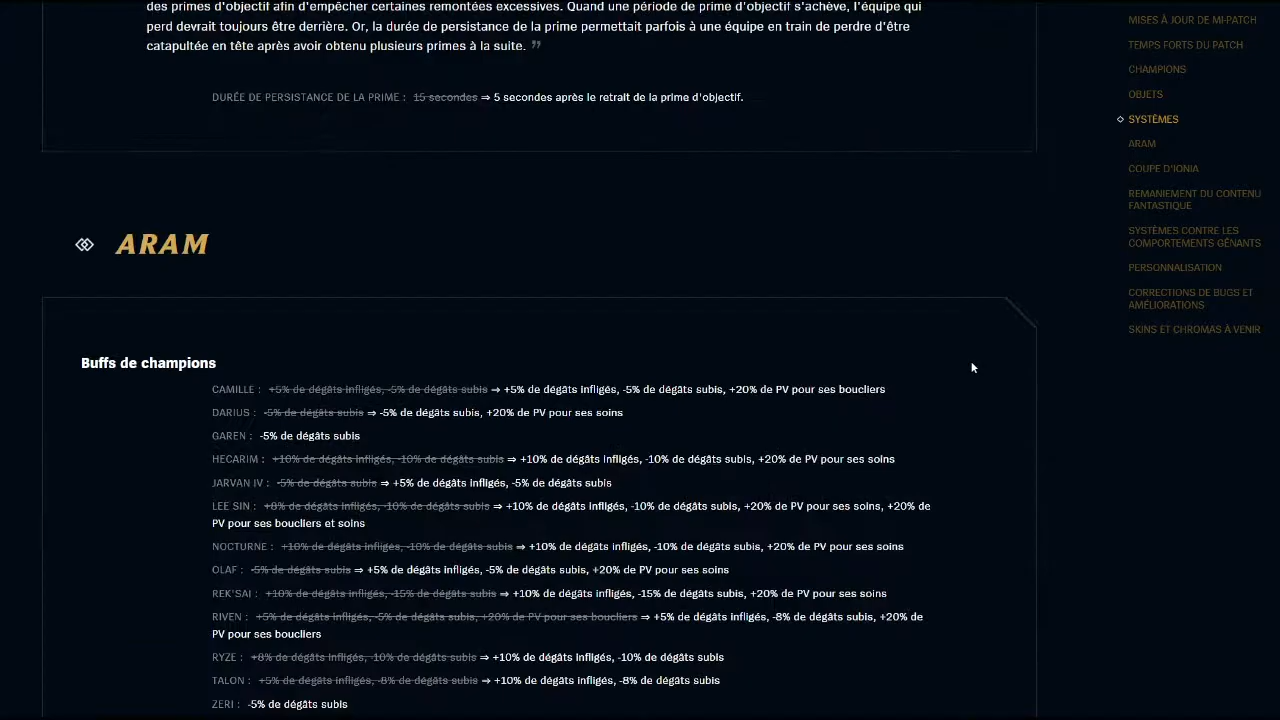 des primes d'objectif afin d'empêcher certaines remontées excessives. Quand une période de prime d'objectif s'achève, l'équipe qui
perd devrait toujours être derrière. Or, la durée de persistance de la prime permettait parfois à une équipe en train de perdre d'être
catapultée en tête après avoir obtenu plusieurs primes à la suite. ”
DURÉE DE PERSISTANCE DE LA PRIME : 15 secondes ⇒ 5 secondes après le retrait de la prime d'objectif.
ARAM
Buffs de champions
CAMILLE : +5% de dégâts infligés, -5% de dégâts subis ⇒ +5% de dégâts infligés, -5% de dégâts subis, +20% de PV pour ses boucliers
DARIUS : -5% de dégâts subis ⇒ -5% de dégâts subis, +20% de PV pour ses soins
GAREN : -5% de dégâts subis
HECARIM : +10% de dégâts infligés, -10% de dégâts subis ⇒ +10% de dégâts infligés, -10% de dégâts subis, +20% de PV pour ses soins
JARVAN IV : -5% de dégâts subis ⇒ +5% de dégâts infligés, -5% de dégâts subis
LEE SIN : +8% de dégâts infligés, -10% de dégâts subis ⇒ +10% de dégâts infligés, -10% de dégâts subis, +20% de PV pour ses soins, +20% de
PV pour ses boucliers et soins
NOCTURNE : +10% de dégâts infligés, -10% de dégâts subis ⇒ +10% de dégâts infligés, -10% de dégâts subis, +20% de PV pour ses soins
OLAF : -5% de dégâts subis ⇒ +5% de dégâts infligés, -5% de dégâts subis, +20% de PV pour ses soins
REK'SAI : +10% de dégâts infligés, -15% de dégâts subis ⇒ +10% de dégâts infligés, -15% de dégâts subis, +20% de PV pour ses soins
RIVEN : +5% de dégâts infligés, -5% de dégâts subis, +20% de PV pour ses boucliers ⇒ +5% de dégâts infligés, -8% de dégâts subis, +20% de
PV pour ses boucliers
RYZE : +8% de dégâts infligés, -10% de dégâts subis ⇒ +10% de dégâts infligés, -10% de dégâts subis
TALON : +5% de dégâts infligés, -8% de dégâts subis ⇒ +10% de dégâts infligés, -8% de dégâts subis
ZERI : -5% de dégâts subis
MISES À JOUR DE MI-PATCH
TEMPS FORTS DU PATCH
CHAMPIONS
OBJETS
SYSTÈMES
ARAM
COUPE D'IONIA
REMANIEMENT DU CONTENU
FANTASTIQUE
SYSTÈMES CONTRE LES
COMPORTEMENTS GÊNANTS
PERSONNALISATION
CORRECTIONS DE BUGS ET
AMÉLIORATIONS
SKINS ET CHROMAS À VENIR